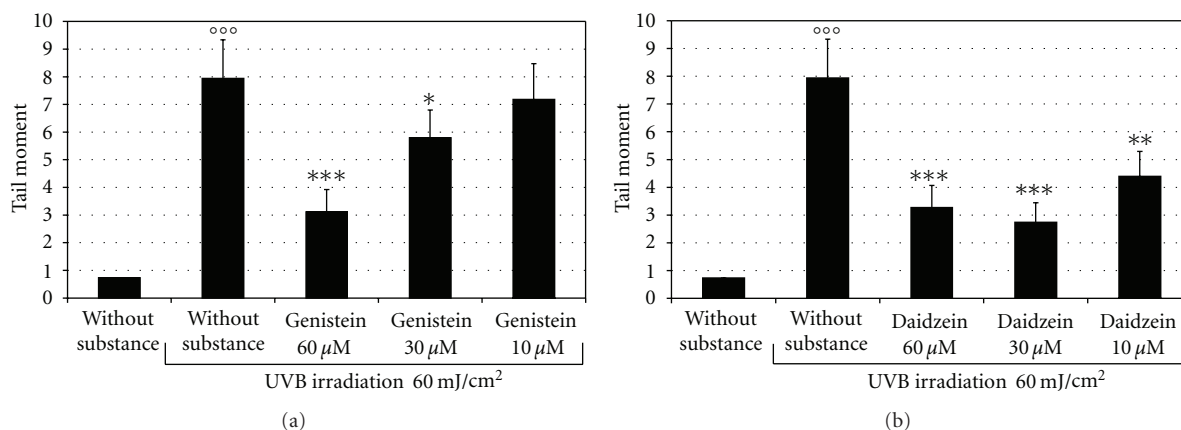 10
9
8
7
6
5
4
3
2
1
0
Tail moment
°°°
***
*
Without substance
Without substance
Genistein 60 µM
Genistein 30 µM
Genistein 10 µM
UVB irradiation 60 mJ/cm²
(a)
10
9
8
7
6
5
4
3
2
1
0
Tail moment
°°°
***
***
**
Without substance
Without substance
Daidzein 60 µM
Daidzein 30 µM
Daidzein 10 µM
UVB irradiation 60 mJ/cm²
(b)